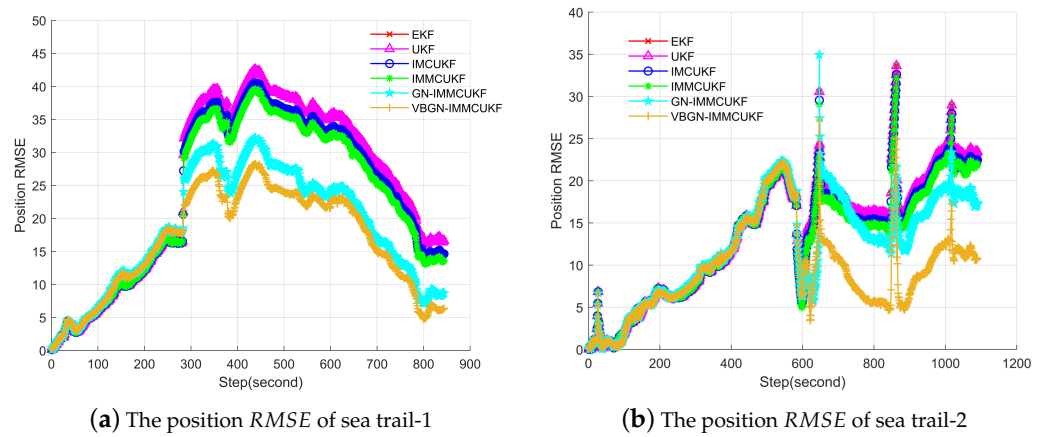 50
45
40
35
30
25
20
15
10
5
0
Position RMSE
EKF
UKF
IMCUKF
IMMCUKF
GN-IMMCUKF
VBGN-IMMCUKF
0 100 200 300 400 500 600 700 800 900
Step(second)
(a) The position RMSE of sea trail-1
40
35
30
25
20
15
10
5
0
Position RMSE
EKF
UKF
IMCUKF
IMMCUKF
GN-IMMCUKF
VBGN-IMMCUKF
0 200 400 600 800 1000 1200
Step(second)
(b) The position RMSE of sea trail-2